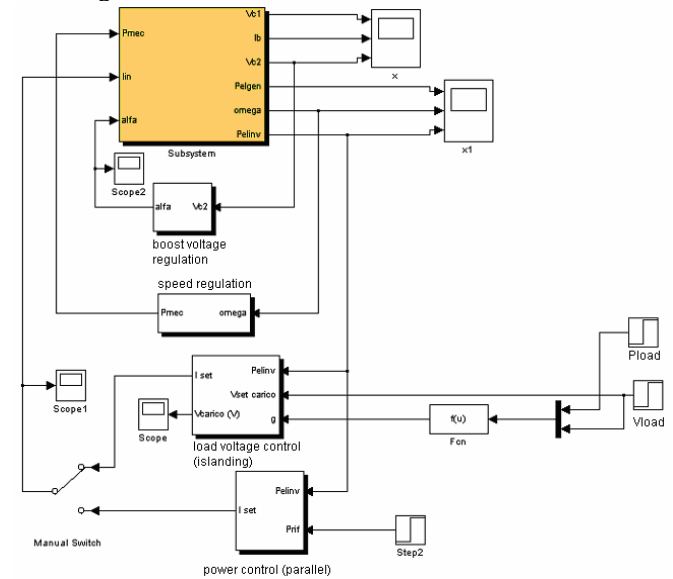 Vc1
Pmec
Ib
Vc2
x
Iin
Pelgen
omega
alfa
Pelinv
x1
Subsystem
Scope2
alfa
Vc2
boost voltage
regulation
speed regulation
Pmec
omega
Pload
I set
Pelinv
Vset carico
Vload
Scope1
Scope
Vcarico (V)
g
f(u)
Fcn
load voltage control
(islanding)
Pelinv
I set
Prif
Step2
Manual Switch
power control (parallel)